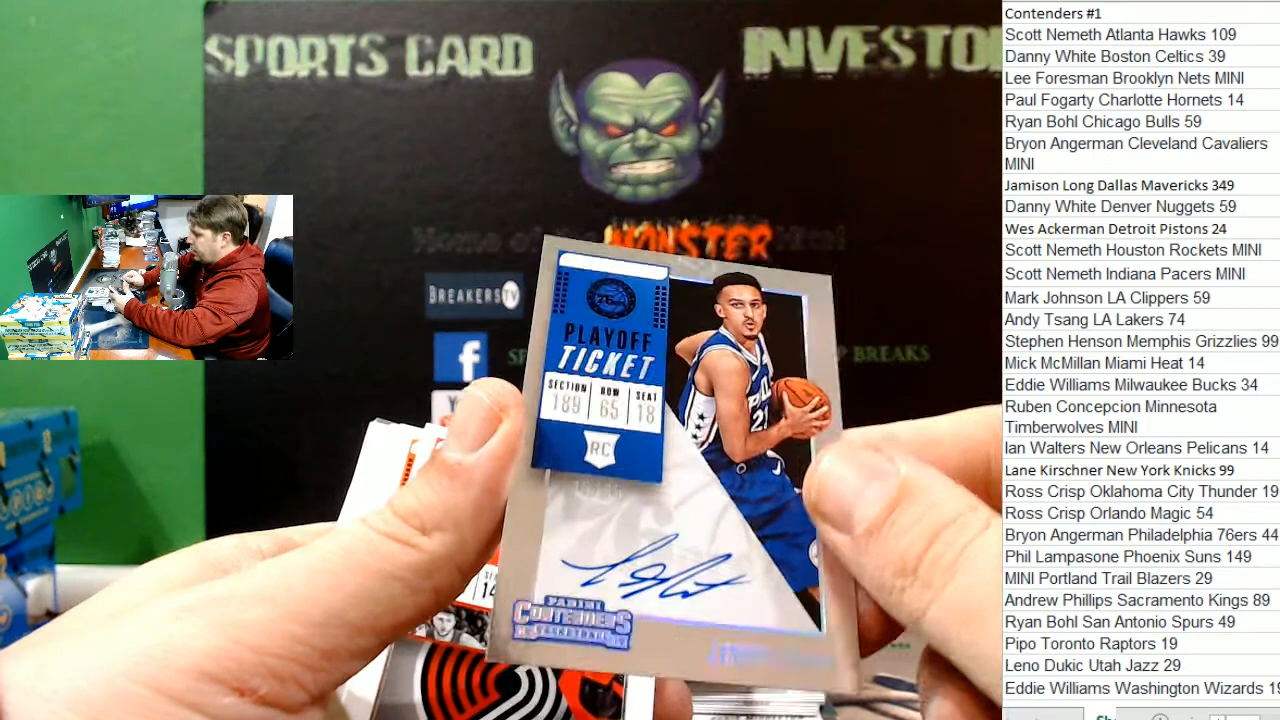 SPORTS CARD INVESTO
Home of MONSTER
BREAKERS TV
f
BREAKS
PLAYOFF
TICKET
SECTION ROW SEAT
189 65 18
RC
PANINI
CONTENDERS
BASKETBALL
PHI
21
Contenders #1
Scott Nemeth Atlanta Hawks 109
Danny White Boston Celtics 39
Lee Foresman Brooklyn Nets MINI
Paul Fogarty Charlotte Hornets 14
Ryan Bohl Chicago Bulls 59
Bryon Angerman Cleveland Cavaliers
MINI
Jamison Long Dallas Mavericks 349
Danny White Denver Nuggets 59
Wes Ackerman Detroit Pistons 24
Scott Nemeth Houston Rockets MINI
Scott Nemeth Indiana Pacers MINI
Mark Johnson LA Clippers 59
Andy Tsang LA Lakers 74
Stephen Henson Memphis Grizzlies 99
Mick McMillan Miami Heat 14
Eddie Williams Milwaukee Bucks 34
Ruben Concepcion Minnesota
Timberwolves MINI
Ian Walters New Orleans Pelicans 14
Lane Kirschner New York Knicks 99
Ross Crisp Oklahoma City Thunder 19
Ross Crisp Orlando Magic 54
Bryon Angerman Philadelphia 76ers 44
Phil Lampasone Phoenix Suns 149
MINI Portland Trail Blazers 29
Andrew Phillips Sacramento Kings 89
Ryan Bohl San Antonio Spurs 49
Pipo Toronto Raptors 19
Leno Dukic Utah Jazz 29
Eddie Williams Washington Wizards 19